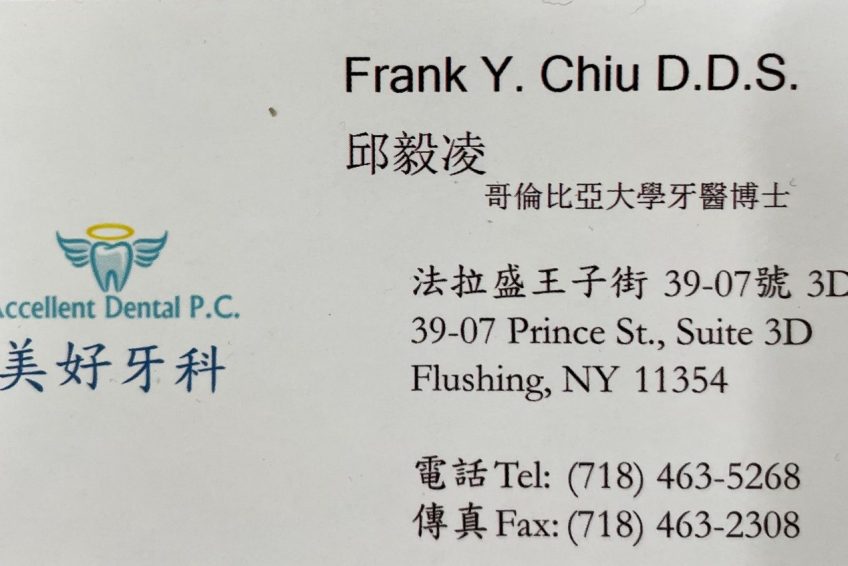 Frank Y. Chiu D.D.S.
邱毅凌
哥倫比亞大學牙醫博士
Accellent Dental P.C.
美好牙科
法拉盛王子街 39-07號 3D
39-07 Prince St., Suite 3D
Flushing, NY 11354
電話 Tel: (718) 463-5268
傳真 Fax: (718) 463-2308